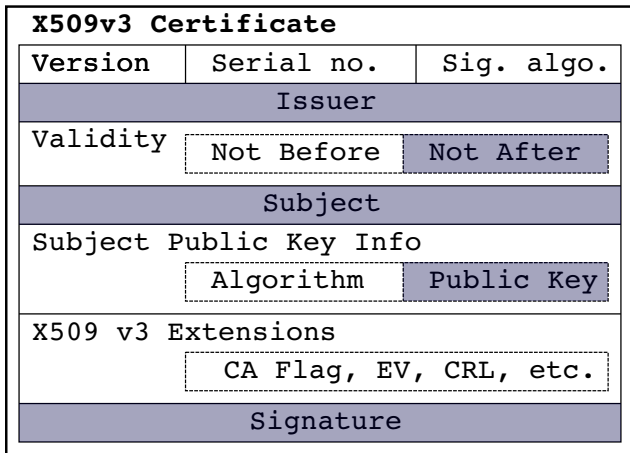 X509v3 Certificate
Version Serial no. Sig. algo.
Issuer
Validity Not Before Not After
Subject
Subject Public Key Info
Algorithm Public Key
X509 v3 Extensions
CA Flag, EV, CRL, etc.
Signature